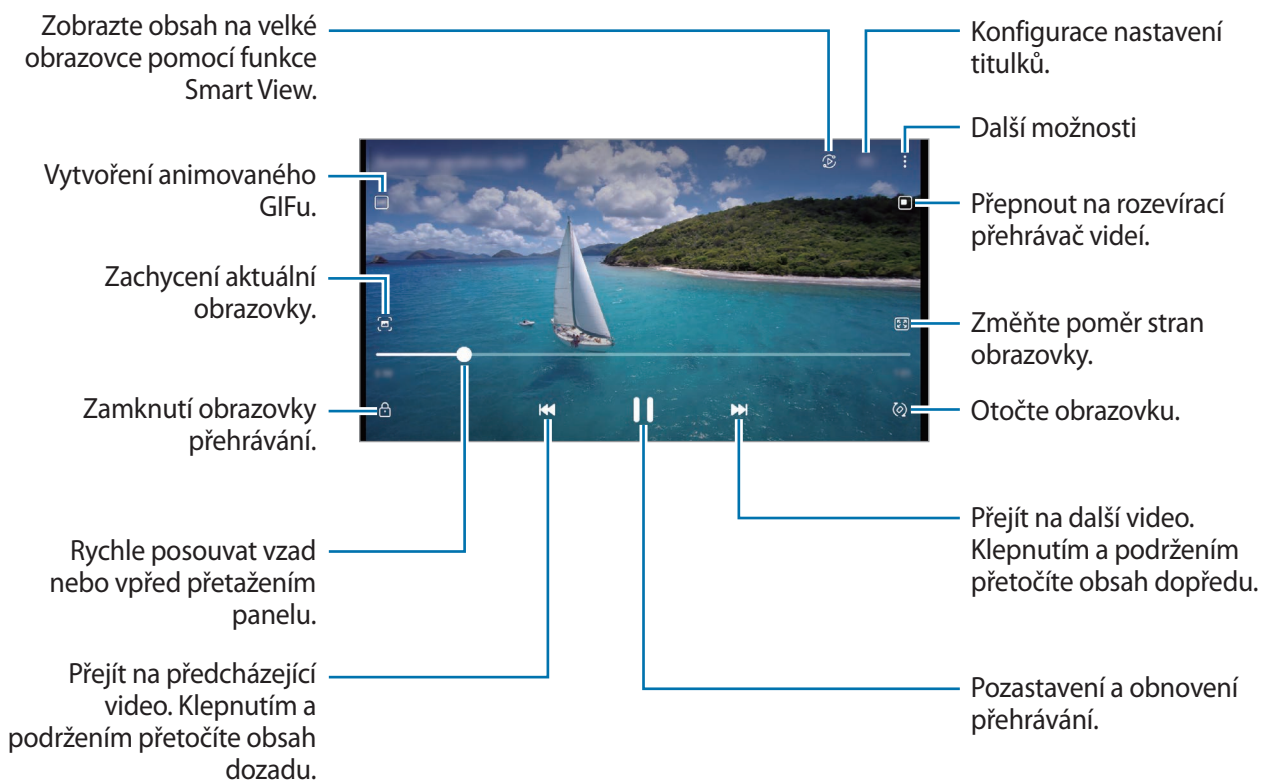 Zobrazte obsah na velké
obrazovce pomocí funkce
Smart View.
Konfigurace nastavení
titulků.
Další možnosti
Vytvoření animovaného
GIFu.
Přepnout na rozevírací
přehrávač videí.
Zachycení aktuální
obrazovky.
Změňte poměr stran
obrazovky.
Zamknutí obrazovky
přehrávání.
Otočte obrazovku.
Rychle posouvat vzad
nebo vpřed přetažením
panelu.
Přejít na další video.
Klepnutím a podržením
přetočíte obsah dopředu.
Přejít na předcházející
video. Klepnutím a
podržením přetočíte obsah
dozadu.
Pozastavení a obnovení
přehrávání.